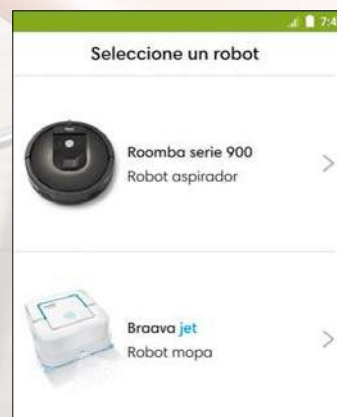 7:4
Seleccione un robot
Roomba serie 900
Robot aspirador
Braava jet
Robot mopa